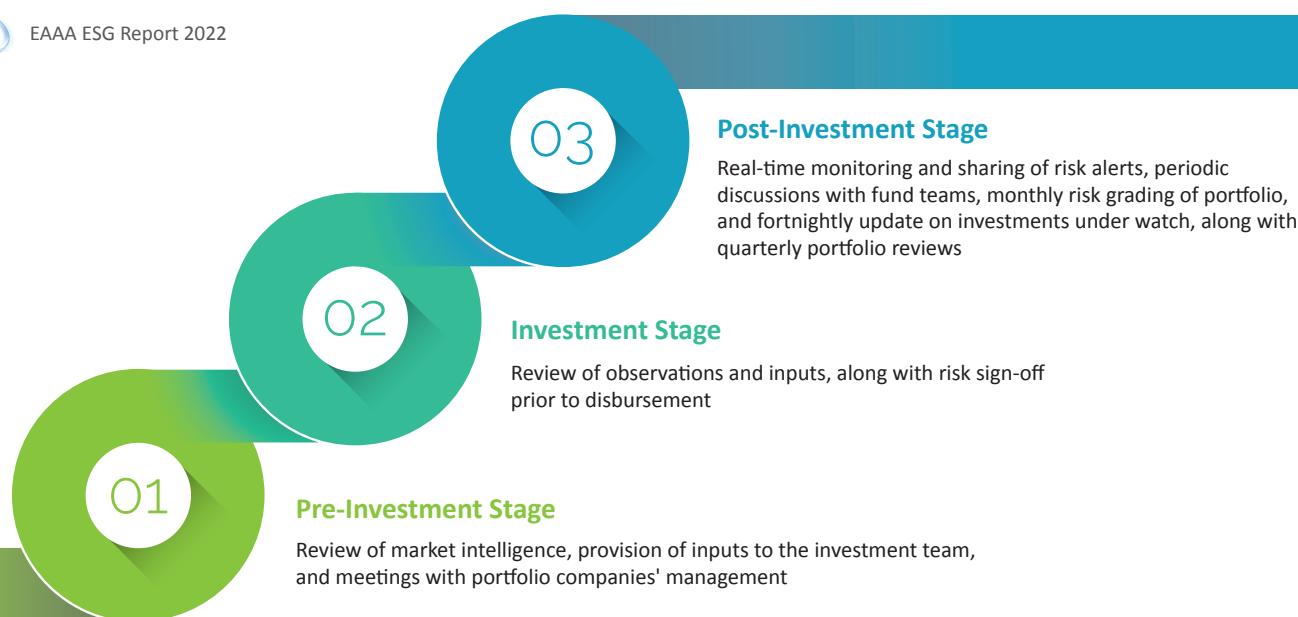 EAAA ESG Report 2022
03
Post-Investment Stage
Real-time monitoring and sharing of risk alerts, periodic
discussions with fund teams, monthly risk grading of portfolio,
and fortnightly update on investments under watch, along with
quarterly portfolio reviews
02
Investment Stage
Review of observations and inputs, along with risk sign-off
prior to disbursement
01
Pre-Investment Stage
Review of market intelligence, provision of inputs to the investment team,
and meetings with portfolio companies' management